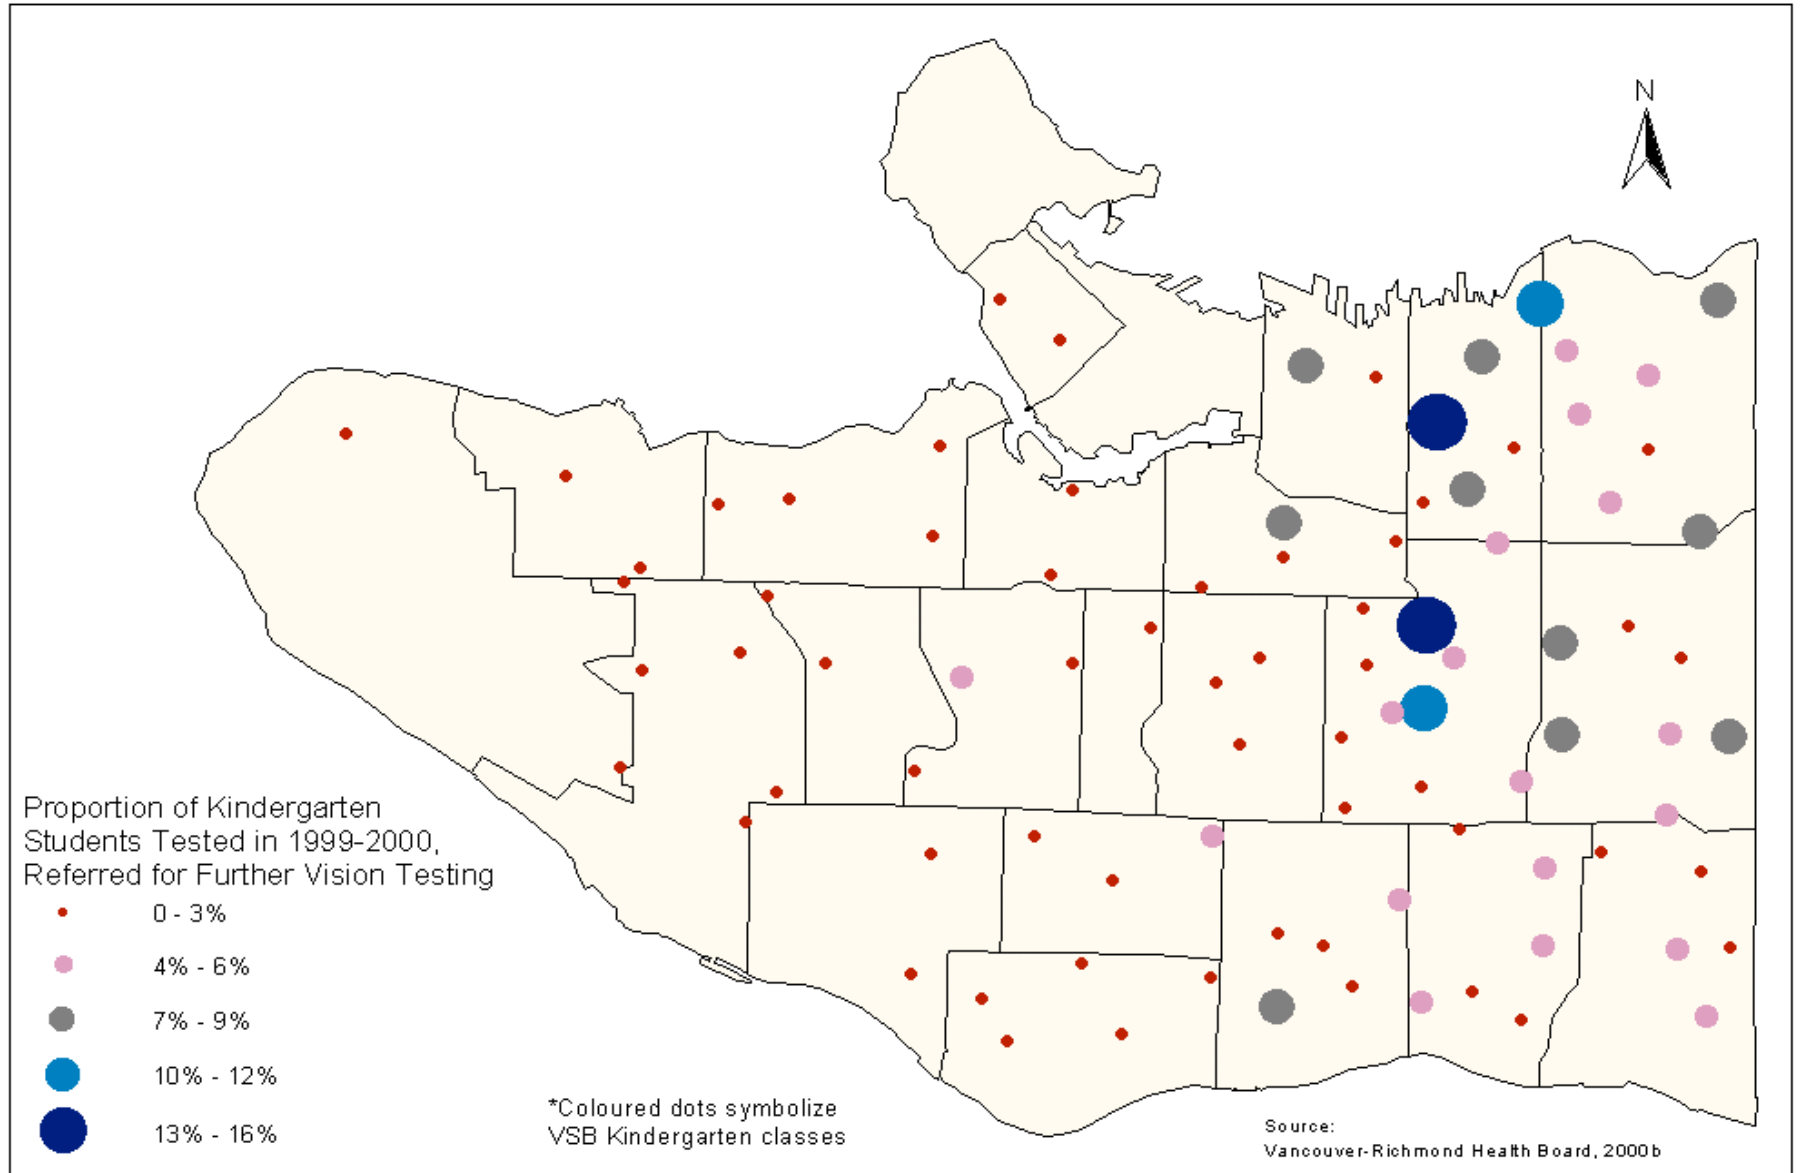 N
Proportion of Kindergarten
Students Tested in 1999-2000,
Referred for Further Vision Testing
0 - 3%
4% - 6%
7% - 9%
10% - 12%
13% - 16%
*Coloured dots symbolize
VSB Kindergarten classes
Source:
Vancouver-Richmond Health Board, 2000b